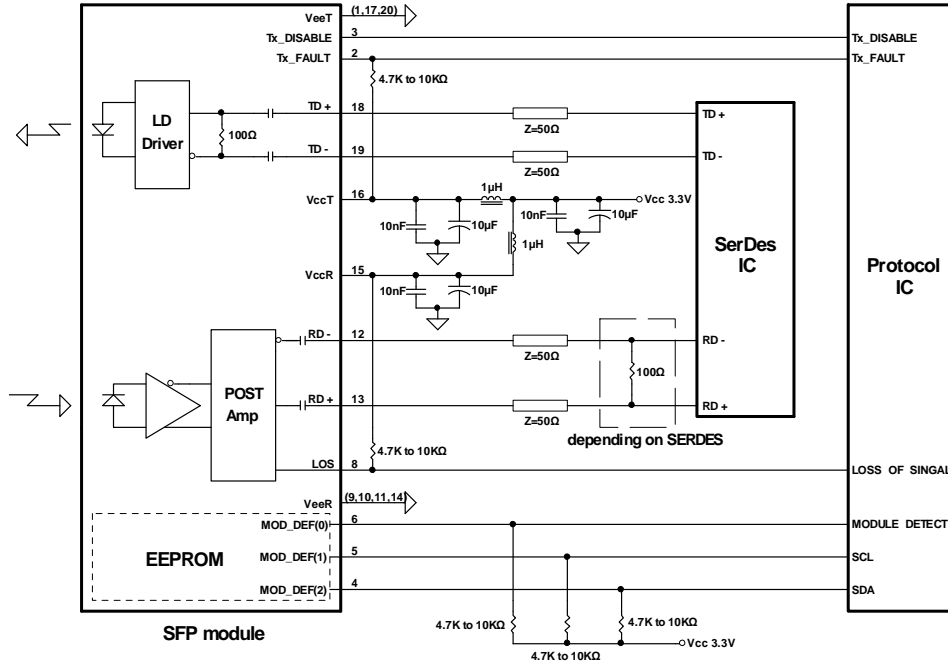 VeeT
(1,17,20)
Tx_DISABLE
3
Tx_DISABLE
Tx_FAULT
2
Tx_FAULT
4.7K to 10KΩ
LD
Driver
100Ω
TD +
18
Z=50Ω
TD +
TD -
19
Z=50Ω
TD -
VccT
16
1µH
Vcc 3.3V
10nF
10µF
10nF
10µF
1µH
SerDes
IC
Protocol
IC
VccR
15
10nF
10µF
RD -
12
Z=50Ω
RD -
POST
Amp
100Ω
RD +
13
Z=50Ω
RD +
depending on SERDES
4.7K to 10KΩ
LOS
8
LOSS OF SINGAL
VeeR
(9,10,11,14)
MOD_DEF(0)
6
MODULE DETECT
EEPROM
MOD_DEF(1)
5
SCL
MOD_DEF(2)
4
SDA
SFP module
4.7K to 10KΩ
4.7K to 10KΩ
4.7K to 10KΩ
Vcc 3.3V